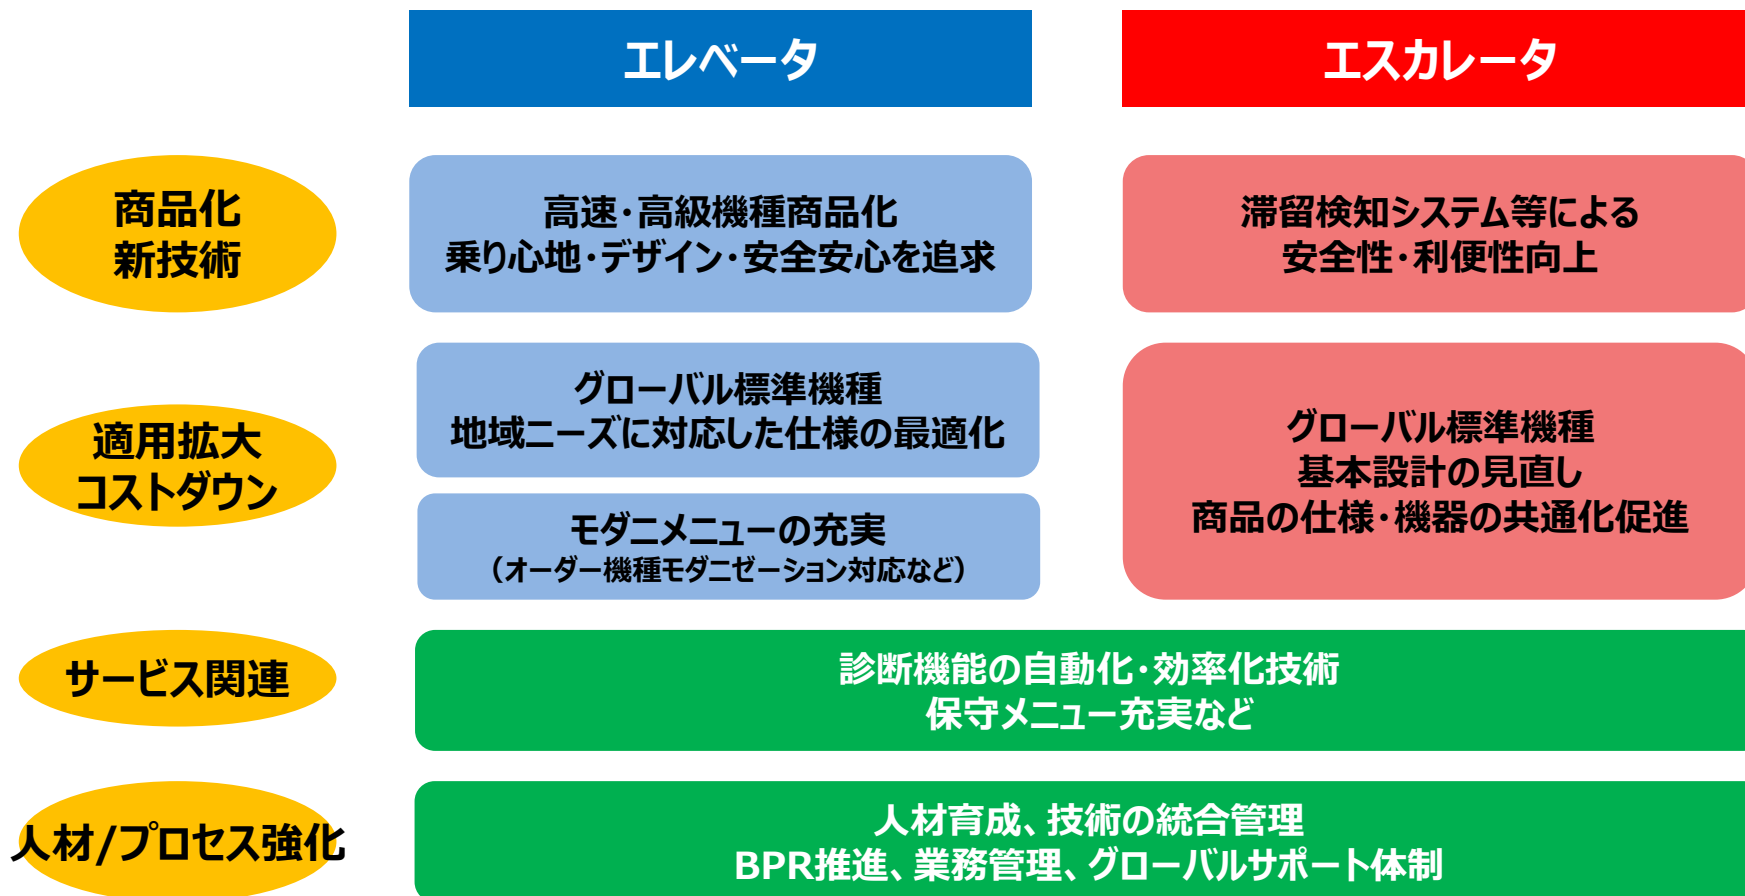 エレベータ
エスカレータ
商品化
新技術
高速・高級機種商品化
乗り心地・デザイン・安全安心を追求
滞留検知システム等による
安全性・利便性向上
適用拡大
コストダウン
グローバル標準機種
地域ニーズに対応した仕様の最適化
モダニメニューの充実
（オーダー機種モダニゼーション対応など）
グローバル標準機種
基本設計の見直し
商品の仕様・機器の共通化促進
サービス関連
診断機能の自動化・効率化技術
保守メニュー充実など
人材/プロセス強化
人材育成、技術の統合管理
BPR推進、業務管理、グローバルサポート体制